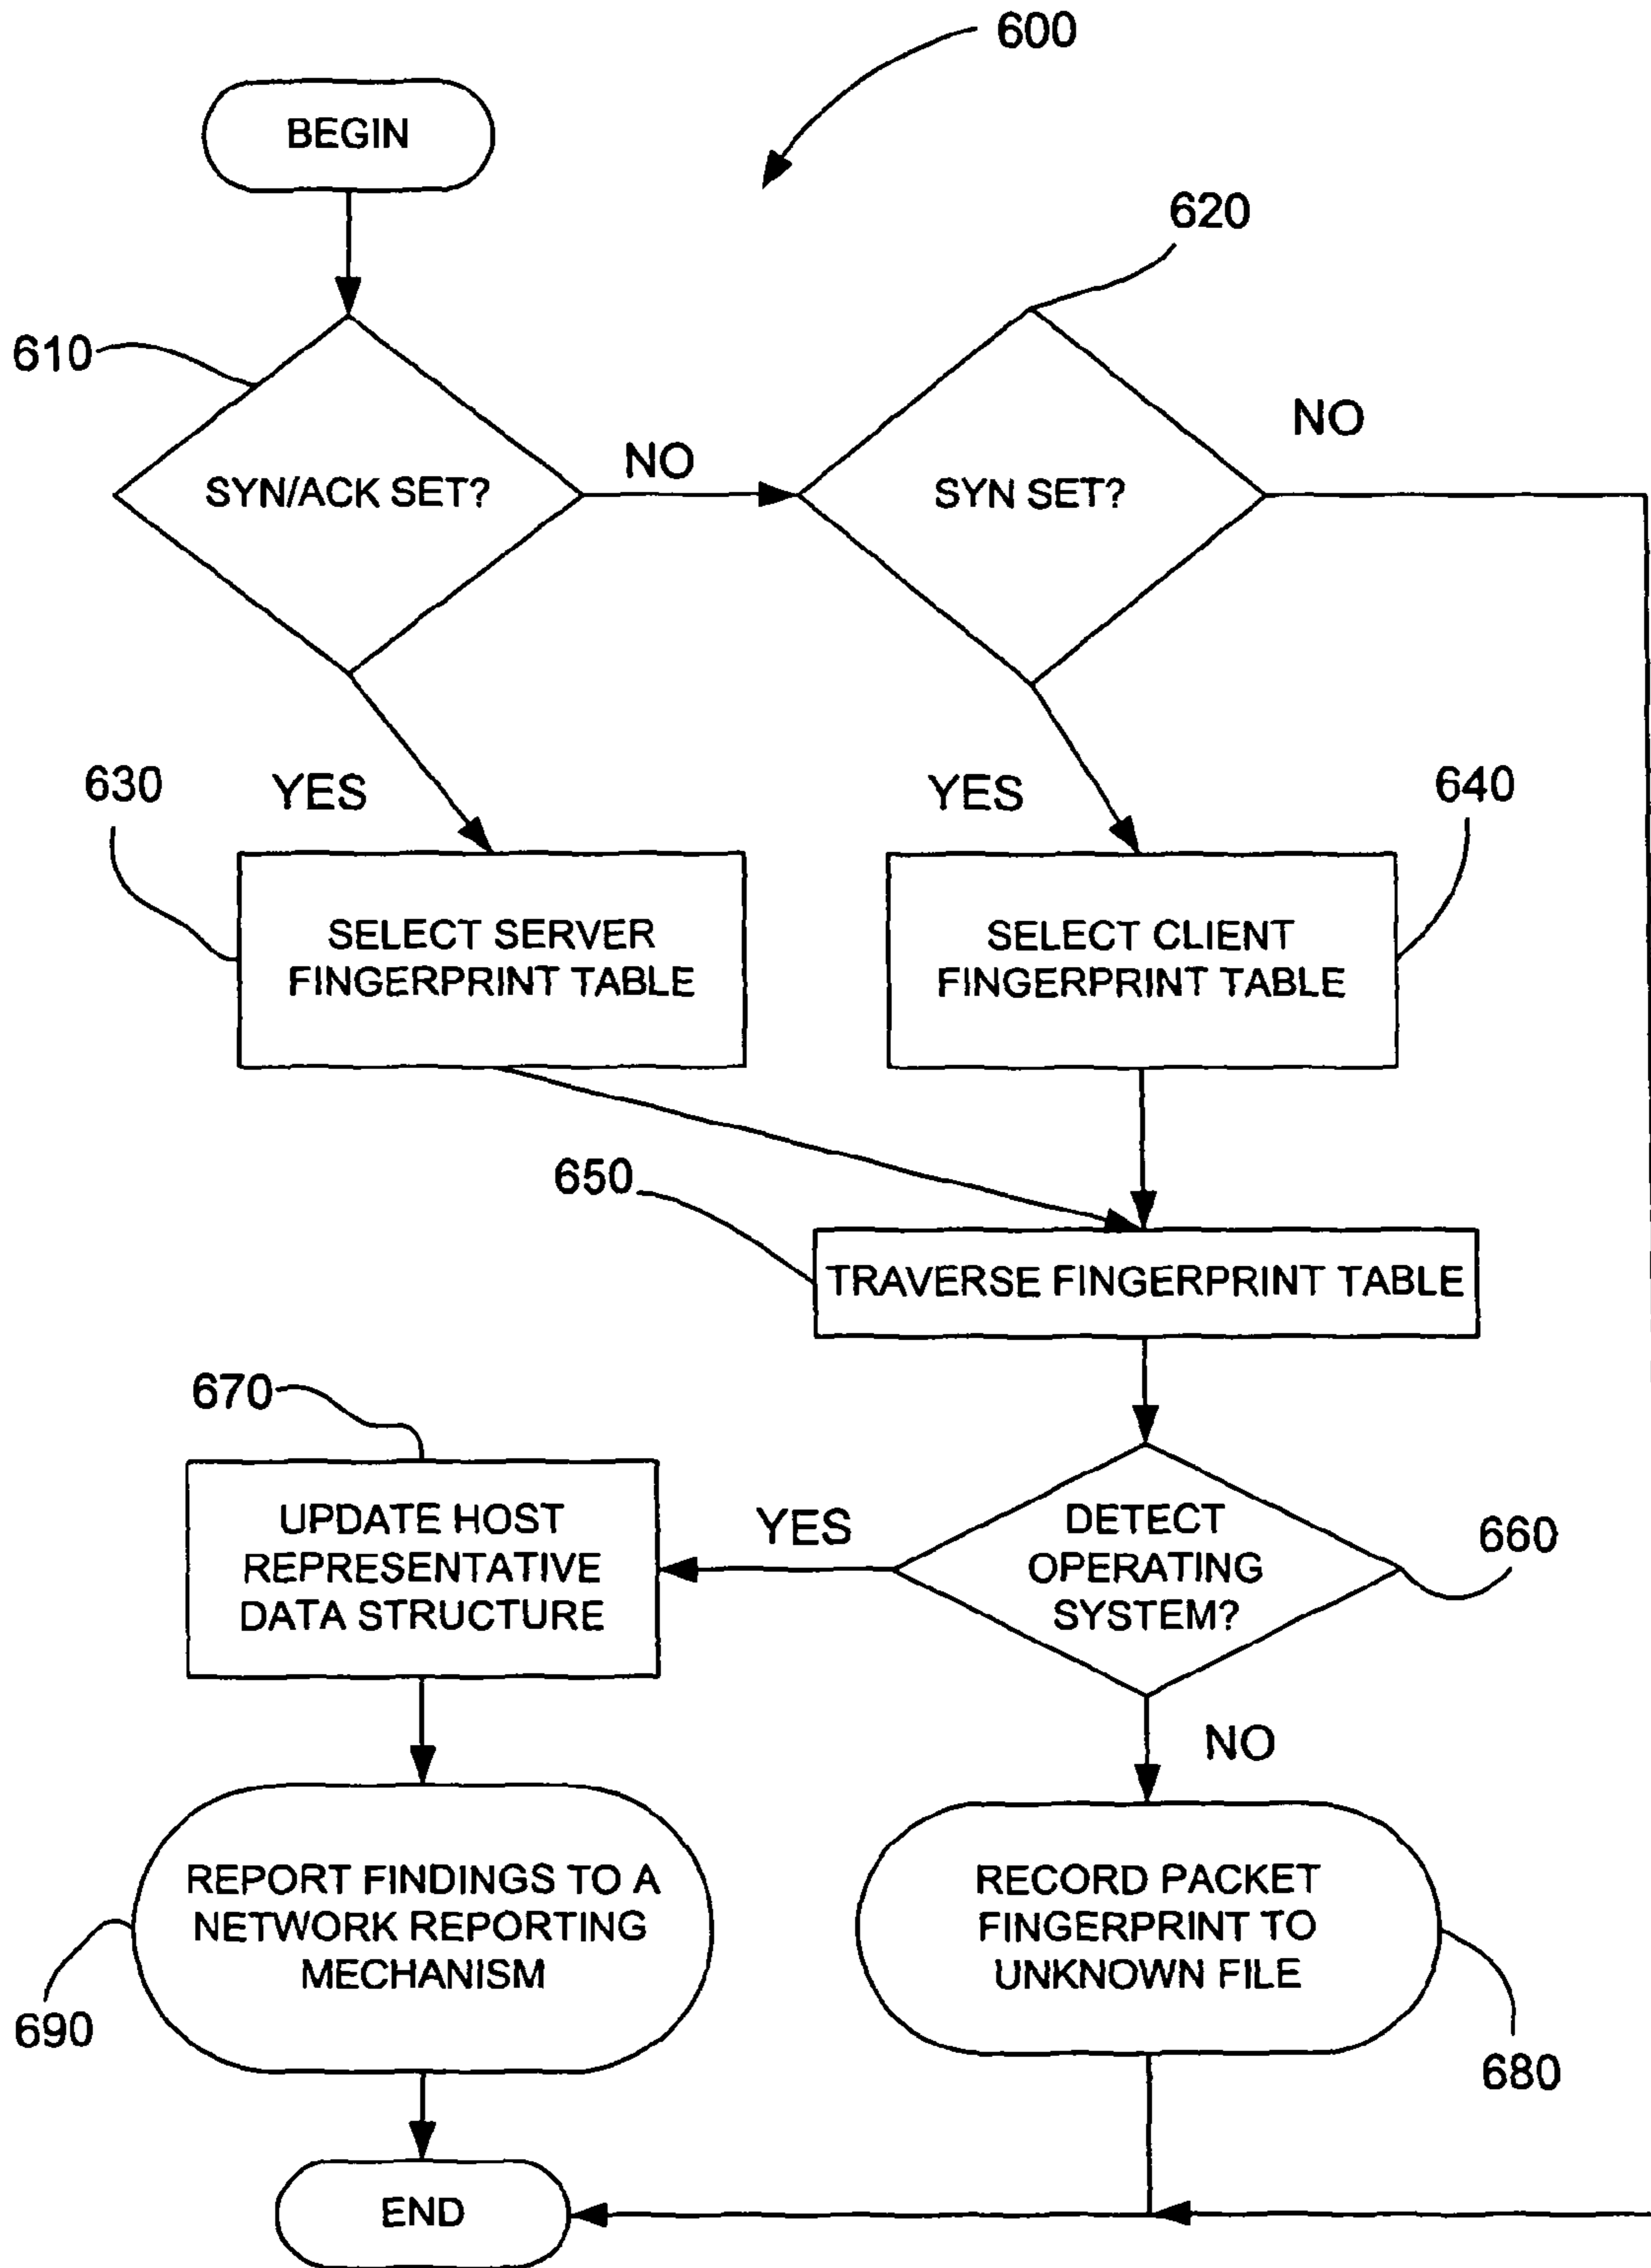 600
BEGIN
620
610
NO
NO
SYN/ACK SET?
SYN SET?
630
YES
YES
640
SELECT SERVER
FINGERPRINT TABLE
SELECT CLIENT
FINGERPRINT TABLE
650
TRAVERSE FINGERPRINT TABLE
670
UPDATE HOST
REPRESENTATIVE
DATA STRUCTURE
YES
DETECT
OPERATING
SYSTEM?
660
NO
REPORT FINDINGS TO A
NETWORK REPORTING
MECHANISM
RECORD PACKET
FINGERPRINT TO
UNKNOWN FILE
690
680
END